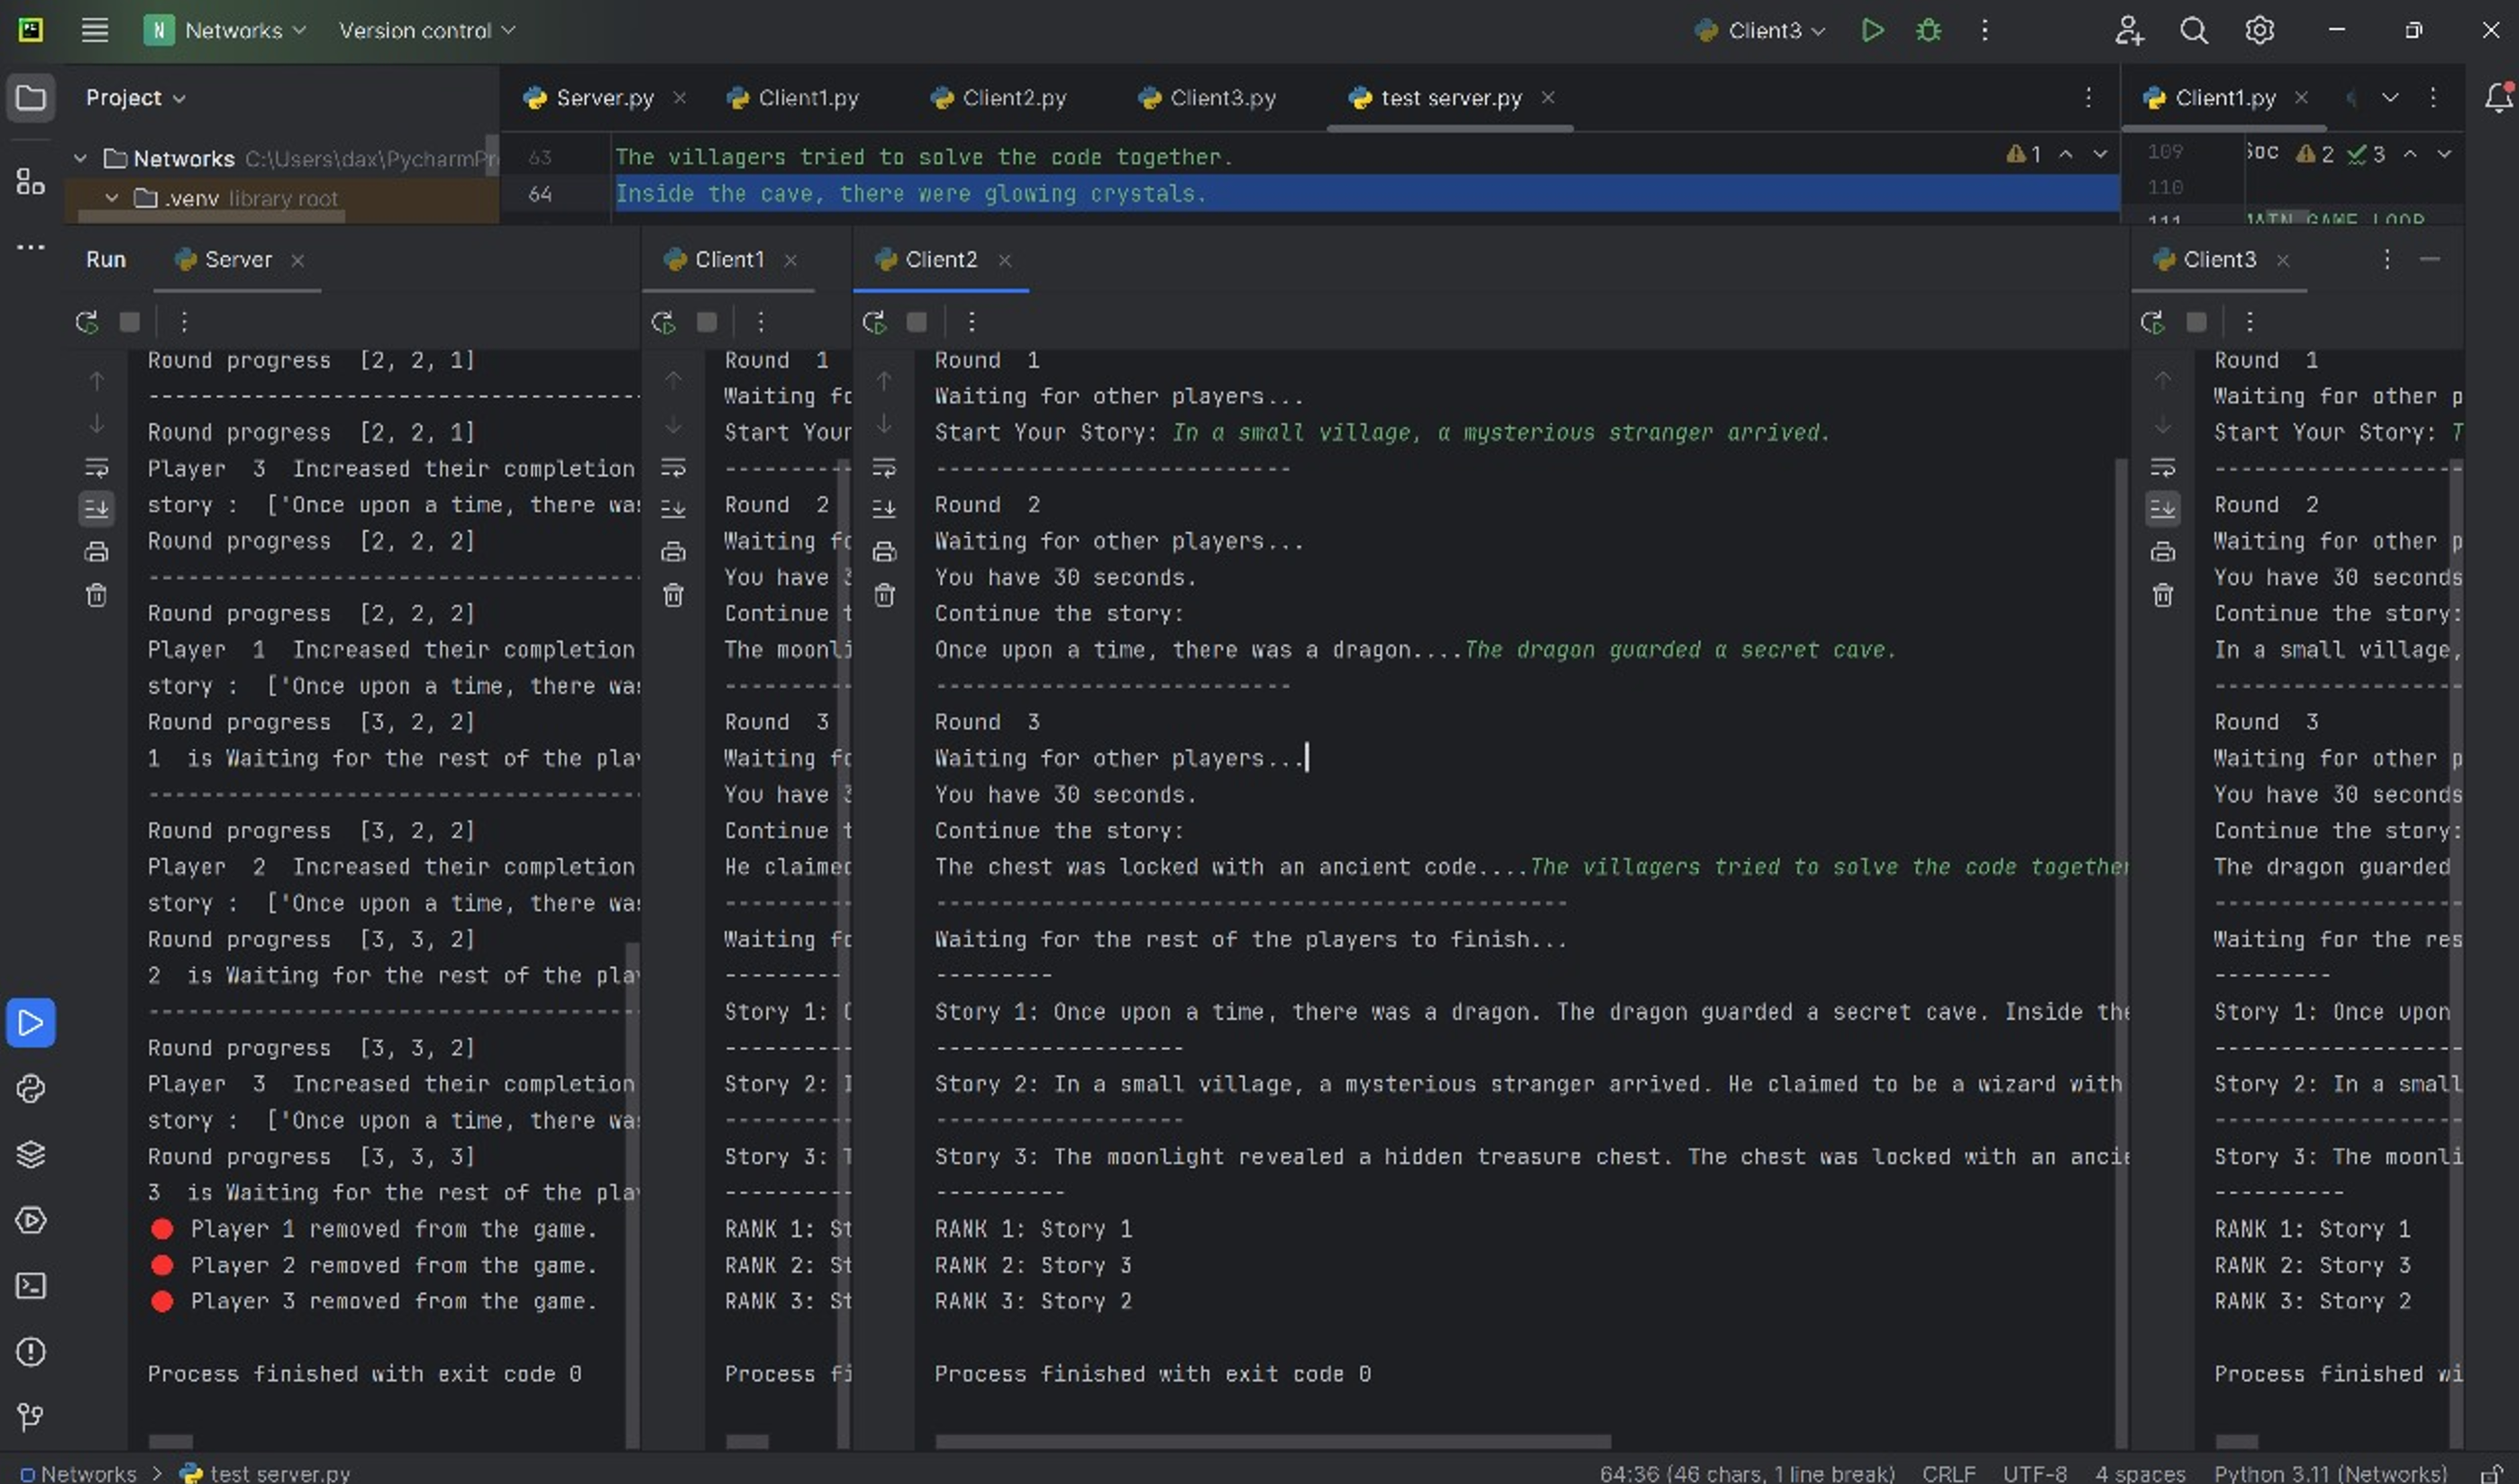 Networks
Version control
Client3
Project
Server.py
Client1.py
Client2.py
Client3.py
test server.py
Client1.py
Networks C:\Users\dax\PycharmPr
.venv library root
63 The villagers tried to solve the code together.
64 Inside the cave, there were glowing crystals.
1
109
110
111
2 3
MAIN GAME LOOP
Run
Server
Round progress [2, 2, 1]
----------------------------------------
Round progress [2, 2, 1]
Player 3 Increased their completion
story : ['Once upon a time, there was
Round progress [2, 2, 2]
----------------------------------------
Round progress [2, 2, 2]
Player 1 Increased their completion
story : ['Once upon a time, there was
Round progress [3, 2, 2]
1 is Waiting for the rest of the play
----------------------------------------
Round progress [3, 2, 2]
Player 2 Increased their completion
story : ['Once upon a time, there was
Round progress [3, 3, 2]
2 is Waiting for the rest of the play
----------------------------------------
Round progress [3, 3, 2]
Player 3 Increased their completion
story : ['Once upon a time, there was
Round progress [3, 3, 3]
3 is Waiting for the rest of the play
Player 1 removed from the game.
Player 2 removed from the game.
Player 3 removed from the game.
Process finished with exit code 0
Client1
Round 1
Waiting fo
Start Your
----------
Round 2
Waiting fo
You have 3
Continue t
The moonli
----------
Round 3
Waiting fo
You have 3
Continue t
He claimed
----------
Waiting fo
---------
Story 1:
----------
Story 2: I
----------
Story 3: T
----------
RANK 1: St
RANK 2: St
RANK 3: St
Process fi
Client2
Round 1
Waiting for other players...
Start Your Story: In a small village, a mysterious stranger arrived.
---------------------------
Round 2
Waiting for other players...
You have 30 seconds.
Continue the story:
Once upon a time, there was a dragon....The dragon guarded a secret cave.
---------------------------
Round 3
Waiting for other players...
You have 30 seconds.
Continue the story:
The chest was locked with an ancient code....The villagers tried to solve the code together
------------------------------------------------
Waiting for the rest of the players to finish...
---------
Story 1: Once upon a time, there was a dragon. The dragon guarded a secret cave. Inside the
-------------------
Story 2: In a small village, a mysterious stranger arrived. He claimed to be a wizard with
-------------------
Story 3: The moonlight revealed a hidden treasure chest. The chest was locked with an ancie
----------
RANK 1: Story 1
RANK 2: Story 3
RANK 3: Story 2
Process finished with exit code 0
Client3
Round 1
Waiting for other p
Start Your Story: T
-------------------
Round 2
Waiting for other p
You have 30 seconds
Continue the story:
In a small village,
-------------------
Round 3
Waiting for other p
You have 30 seconds
Continue the story:
The dragon guarded
-------------------
Waiting for the res
---------
Story 1: Once upon
-------------------
Story 2: In a small
-------------------
Story 3: The moonli
----------
RANK 1: Story 1
RANK 2: Story 3
RANK 3: Story 2
Process finished wi
Networks > test server.py
64:36 (46 chars, 1 line break) CRLF UTF-8 4 spaces Python 3.11 (Networks)